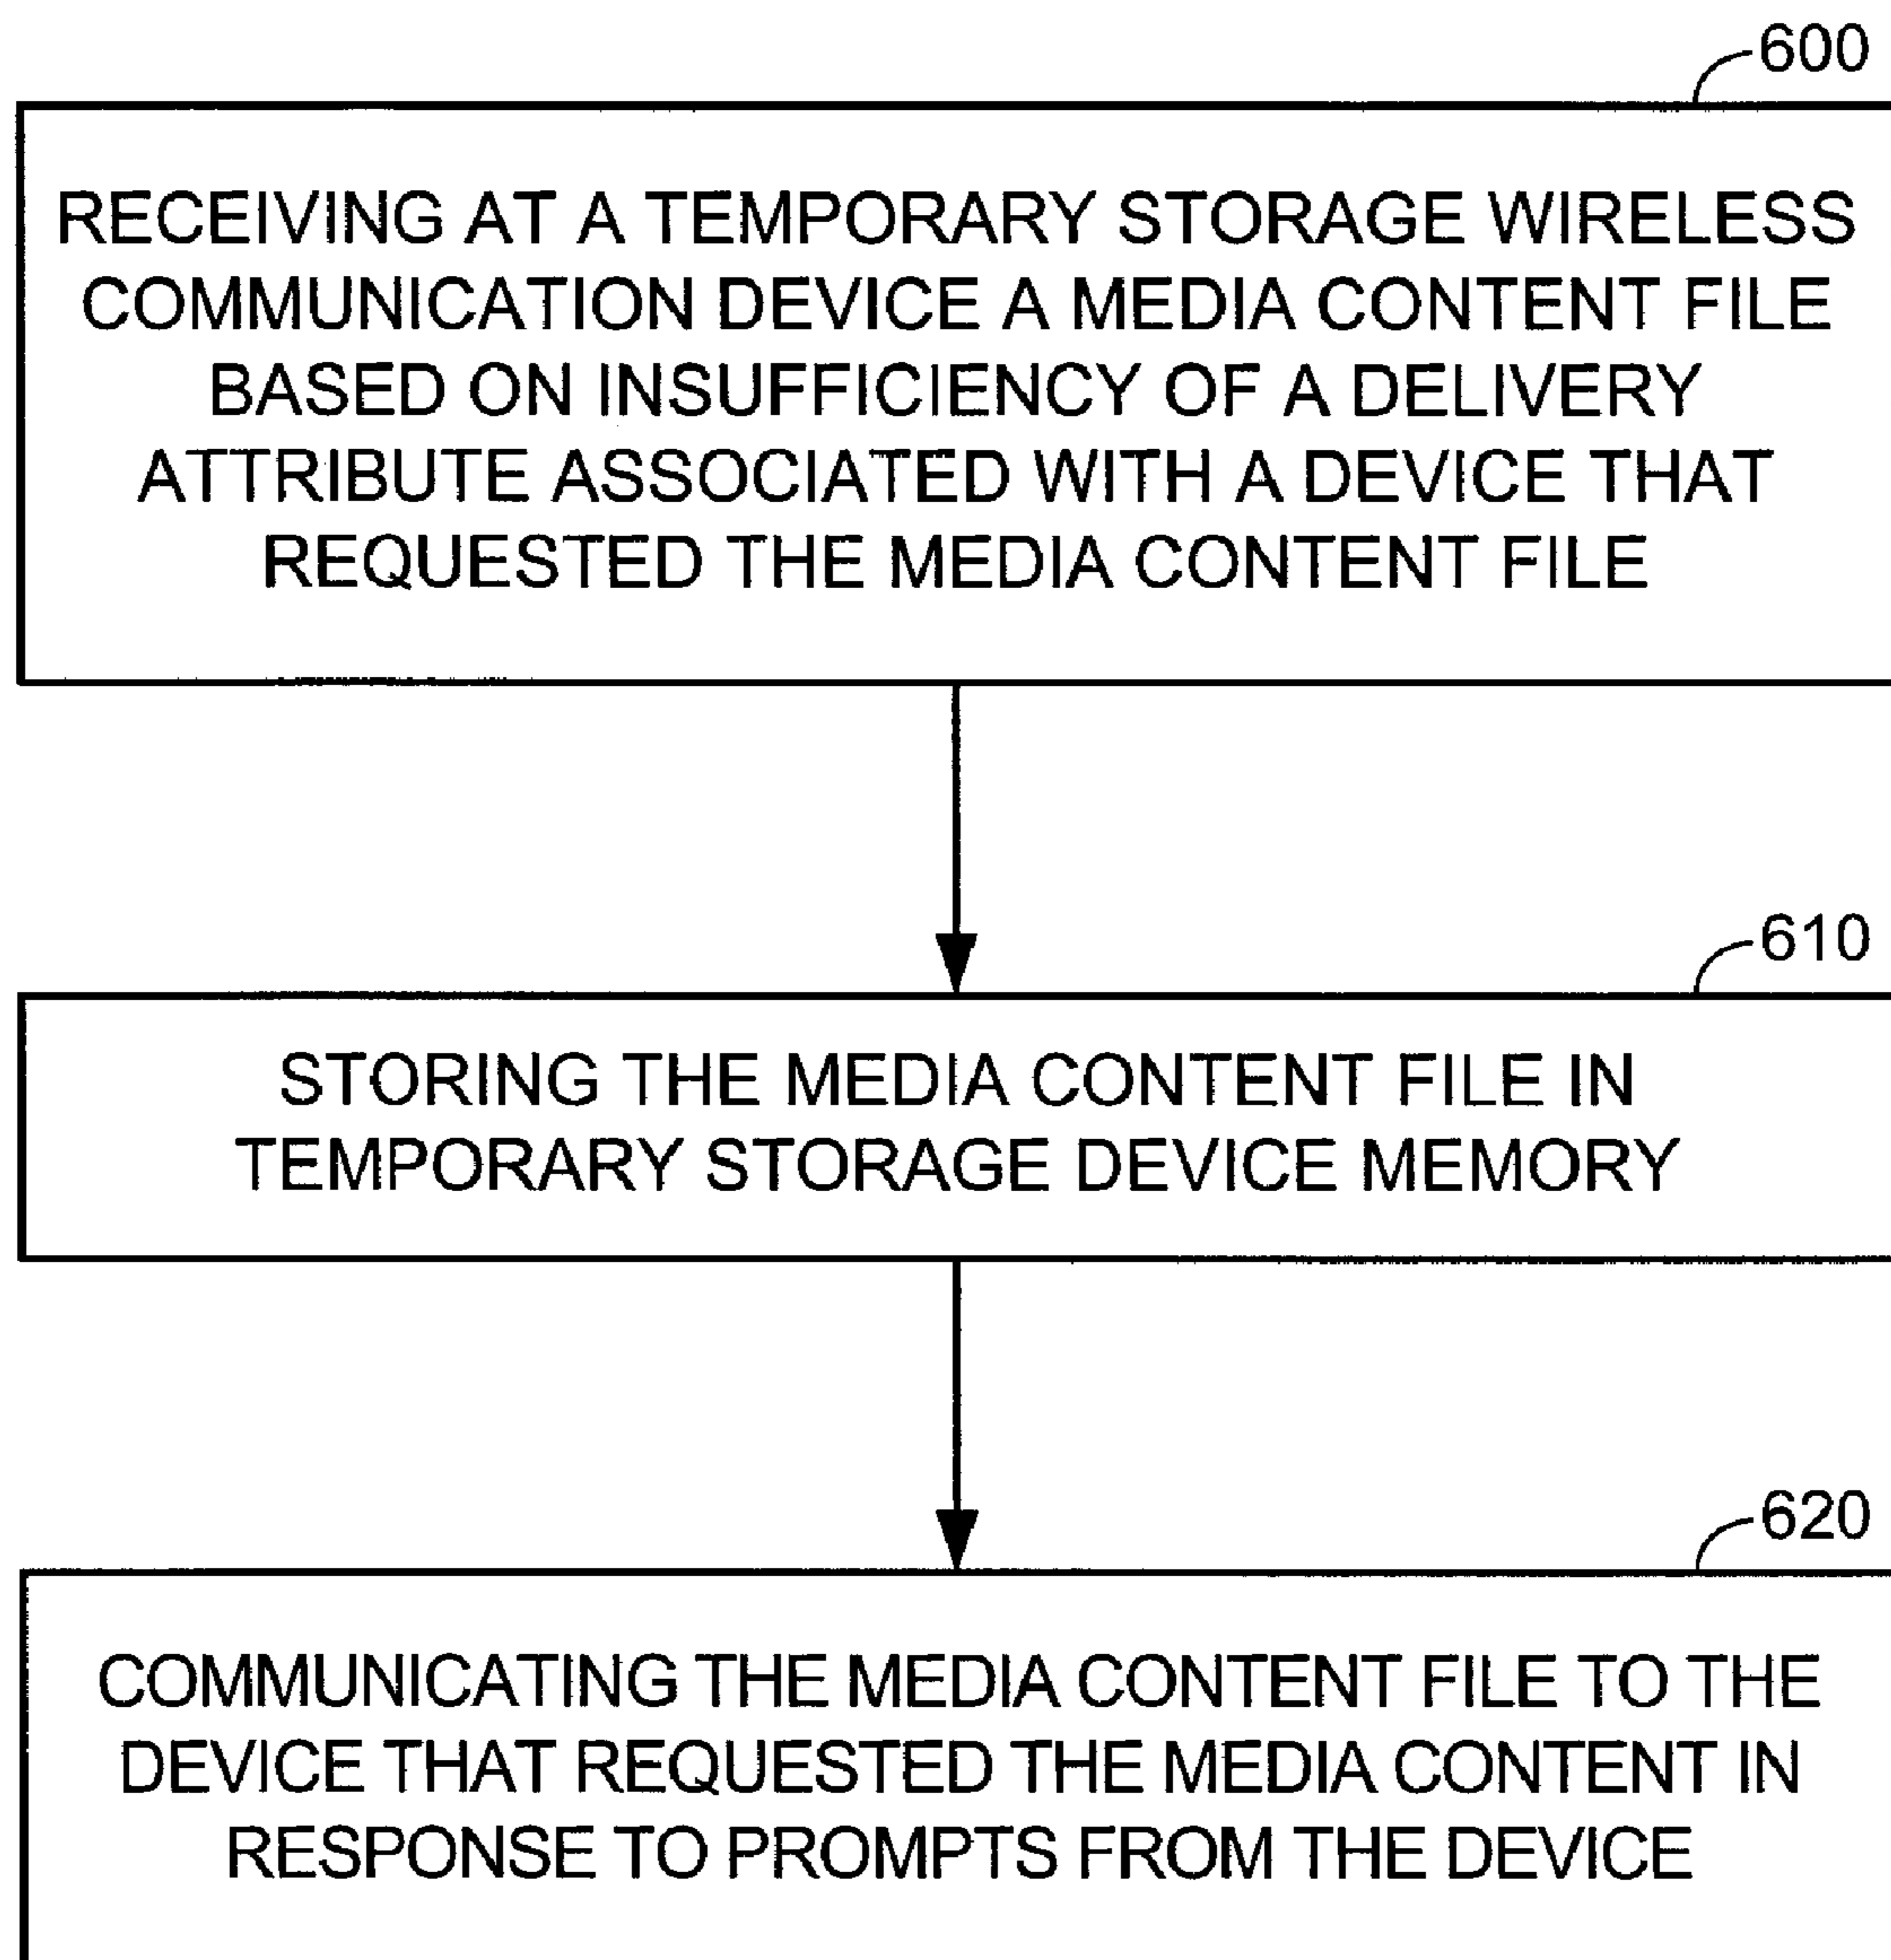 600
RECEIVING AT A TEMPORARY STORAGE WIRELESS
COMMUNICATION DEVICE A MEDIA CONTENT FILE
BASED ON INSUFFICIENCY OF A DELIVERY
ATTRIBUTE ASSOCIATED WITH A DEVICE THAT
REQUESTED THE MEDIA CONTENT FILE
610
STORING THE MEDIA CONTENT FILE IN
TEMPORARY STORAGE DEVICE MEMORY
620
COMMUNICATING THE MEDIA CONTENT FILE TO THE
DEVICE THAT REQUESTED THE MEDIA CONTENT IN
RESPONSE TO PROMPTS FROM THE DEVICE